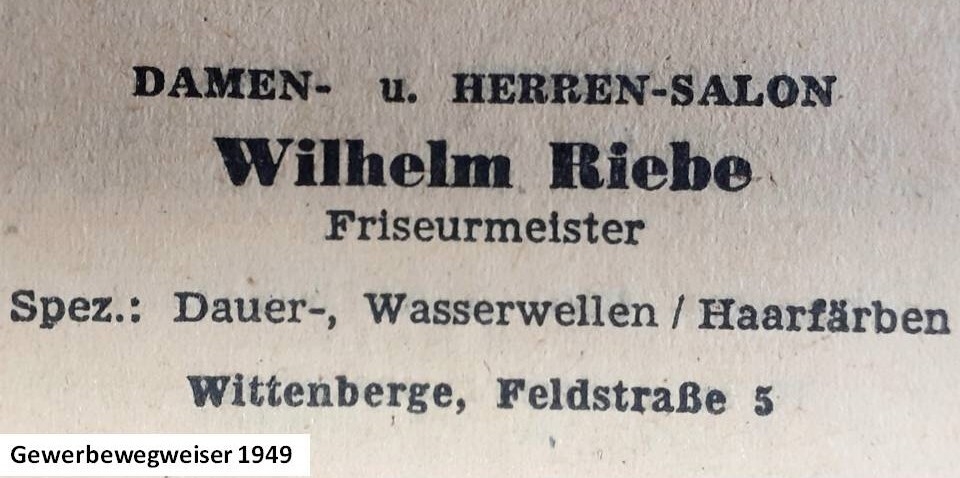 DAMEN- u. HERREN-SALON
Wilhelm Riebe
Friseurmeister
Spez.: Dauer-, Wasserwellen / Haarfärben
Wittenberge, Feldstraße 5
Gewerbewegweiser 1949